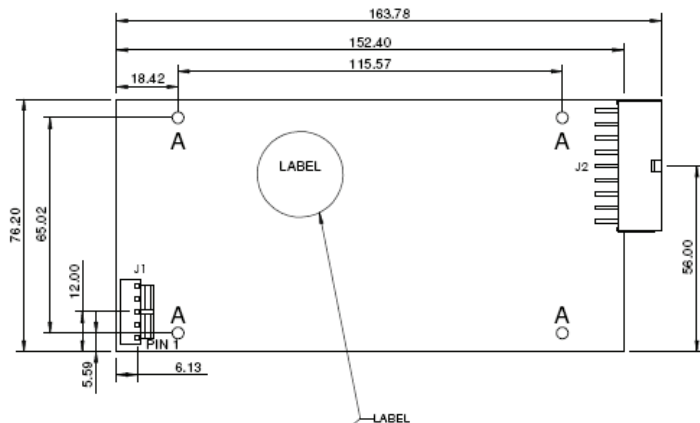 163.78
152.40
115.57
18.42
A
A
LABEL
J2
76.20
65.02
56.00
J1
12.00
A
A
PIN 1
5.59
6.13
LABEL